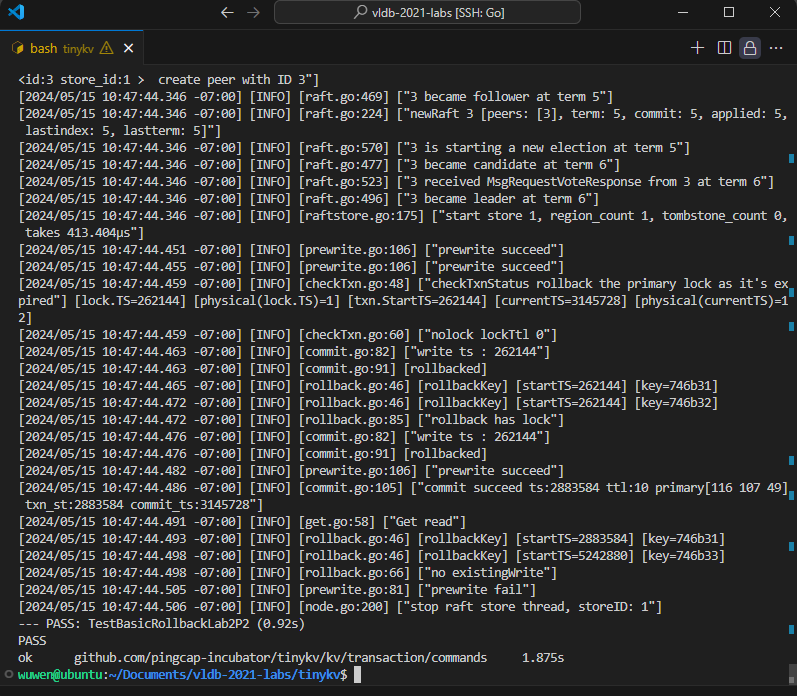 vldb-2021-labs [SSH: Go]
bash tinykv
<id:3 store_id:1 >  create peer with ID 3"]
[2024/05/15 10:47:44.346 -07:00] [INFO] [raft.go:469] ["3 became follower at term 5"]
[2024/05/15 10:47:44.346 -07:00] [INFO] [raft.go:224] ["newRaft 3 [peers: [3], term: 5, commit: 5, applied: 5,
lastindex: 5, lastterm: 5]"]
[2024/05/15 10:47:44.346 -07:00] [INFO] [raft.go:570] ["3 is starting a new election at term 5"]
[2024/05/15 10:47:44.346 -07:00] [INFO] [raft.go:477] ["3 became candidate at term 6"]
[2024/05/15 10:47:44.346 -07:00] [INFO] [raft.go:523] ["3 received MsgRequestVoteResponse from 3 at term 6"]
[2024/05/15 10:47:44.346 -07:00] [INFO] [raft.go:496] ["3 became leader at term 6"]
[2024/05/15 10:47:44.346 -07:00] [INFO] [raftstore.go:175] ["start store 1, region_count 1, tombstone_count 0,
takes 413.404µs"]
[2024/05/15 10:47:44.451 -07:00] [INFO] [prewrite.go:106] ["prewrite succeed"]
[2024/05/15 10:47:44.455 -07:00] [INFO] [prewrite.go:106] ["prewrite succeed"]
[2024/05/15 10:47:44.459 -07:00] [INFO] [checkTxn.go:48] ["checkTxnStatus rollback the primary lock as it's ex
pired"] [lock.TS=262144] [physical(lock.TS)=1] [txn.StartTS=262144] [currentTS=3145728] [physical(currentTS)=1
2]
[2024/05/15 10:47:44.459 -07:00] [INFO] [checkTxn.go:60] ["nolock lockTtl 0"]
[2024/05/15 10:47:44.463 -07:00] [INFO] [commit.go:82] ["write ts : 262144"]
[2024/05/15 10:47:44.463 -07:00] [INFO] [commit.go:91] [rollbacked]
[2024/05/15 10:47:44.465 -07:00] [INFO] [rollback.go:46] [rollbackKey] [startTS=262144] [key=746b31]
[2024/05/15 10:47:44.472 -07:00] [INFO] [rollback.go:46] [rollbackKey] [startTS=262144] [key=746b32]
[2024/05/15 10:47:44.472 -07:00] [INFO] [rollback.go:85] ["rollback has lock"]
[2024/05/15 10:47:44.476 -07:00] [INFO] [commit.go:82] ["write ts : 262144"]
[2024/05/15 10:47:44.476 -07:00] [INFO] [commit.go:91] [rollbacked]
[2024/05/15 10:47:44.482 -07:00] [INFO] [prewrite.go:106] ["prewrite succeed"]
[2024/05/15 10:47:44.486 -07:00] [INFO] [commit.go:105] ["commit succeed ts:2883584 ttl:10 primary[116 107 49]
txn_st:2883584 commit_ts:3145728"]
[2024/05/15 10:47:44.491 -07:00] [INFO] [get.go:58] ["Get read"]
[2024/05/15 10:47:44.493 -07:00] [INFO] [rollback.go:46] [rollbackKey] [startTS=2883584] [key=746b31]
[2024/05/15 10:47:44.498 -07:00] [INFO] [rollback.go:46] [rollbackKey] [startTS=5242880] [key=746b33]
[2024/05/15 10:47:44.498 -07:00] [INFO] [rollback.go:66] ["no existingWrite"]
[2024/05/15 10:47:44.505 -07:00] [INFO] [prewrite.go:81] ["prewrite fail"]
[2024/05/15 10:47:44.506 -07:00] [INFO] [node.go:200] ["stop raft store thread, storeID: 1"]
--- PASS: TestBasicRollbackLab2P2 (0.92s)
PASS
ok      github.com/pingcap-incubator/tinykv/kv/transaction/commands     1.875s
wuwen@ubuntu:~/Documents/vldb-2021-labs/tinykv$